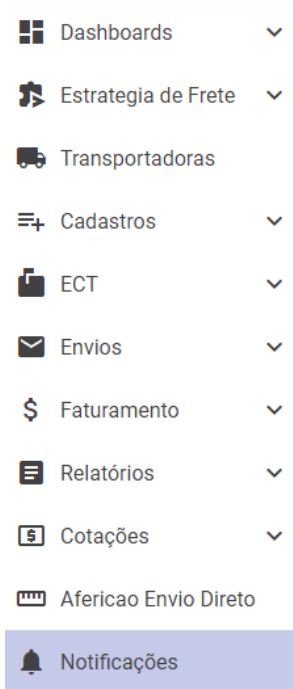 Dashboards
Estrategia de Frete
Transportadoras
Cadastros
ECT
Envios
Faturamento
Relatórios
Cotações
Afericao Envio Direto
Notificações